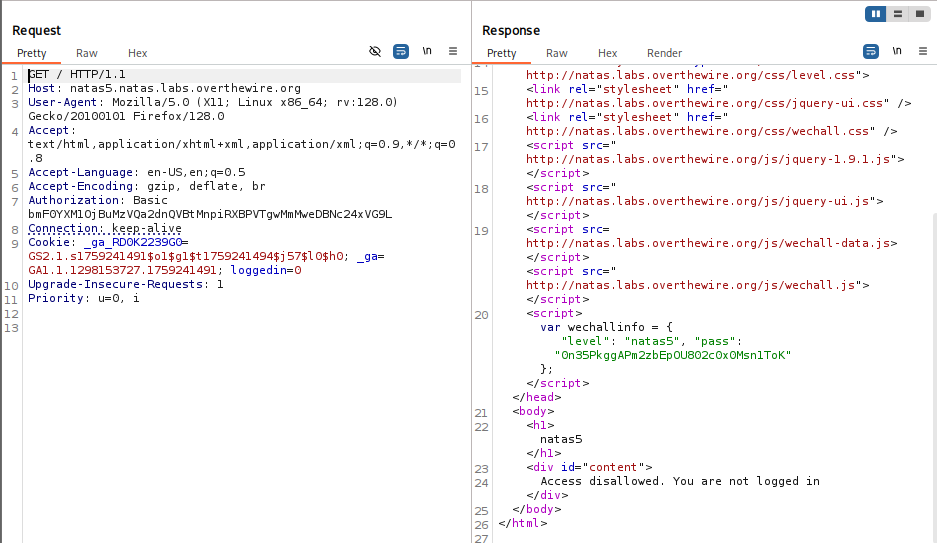 Request
Response
Pretty Raw Hex \n
Pretty Raw Hex Render \n
1 GET / HTTP/1.1
2 Host: natas5.natas.labs.overthewire.org
3 User-Agent: Mozilla/5.0 (X11; Linux x86_64; rv:128.0)
Gecko/20100101 Firefox/128.0
4 Accept:
text/html,application/xhtml+xml,application/xml;q=0.9,*/*;q=0
.8
5 Accept-Language: en-US,en;q=0.5
6 Accept-Encoding: gzip, deflate, br
7 Authorization: Basic
bmF0YXM1OjBuMzVQa2dnQVBtMnpiRXBPVTgwMmMweDBNc24xVG9L
8 Connection: keep-alive
9 Cookie: _ga_RD0K2239G0=
GS2.1.s1759241491$o1$g1$t1759241494$j57$l0$h0; _ga=
GA1.1.1298153727.1759241491; loggedin=0
10 Upgrade-Insecure-Requests: 1
11 Priority: u=0, i
12
13
http://natas.labs.overthewire.org/css/level.css">
15 <link rel="stylesheet" href="
http://natas.labs.overthewire.org/css/jquery-ui.css" />
16 <link rel="stylesheet" href="
http://natas.labs.overthewire.org/css/wechall.css" />
17 <script src="
http://natas.labs.overthewire.org/js/jquery-1.9.1.js">
</script>
18 <script src="
http://natas.labs.overthewire.org/js/jquery-ui.js">
</script>
19 <script src=
http://natas.labs.overthewire.org/js/wechall-data.js>
</script>
<script src="
http://natas.labs.overthewire.org/js/wechall.js">
</script>
20 <script>
var wechallinfo = {
"level": "natas5", "pass":
"0n35PkggAPm2zbEpOU802c0x0Msn1ToK"
};
</script>
</head>
21 <body>
22 <h1>
natas5
</h1>
23 <div id="content">
24 Access disallowed. You are not logged in
</div>
25 </body>
26 </html>
27